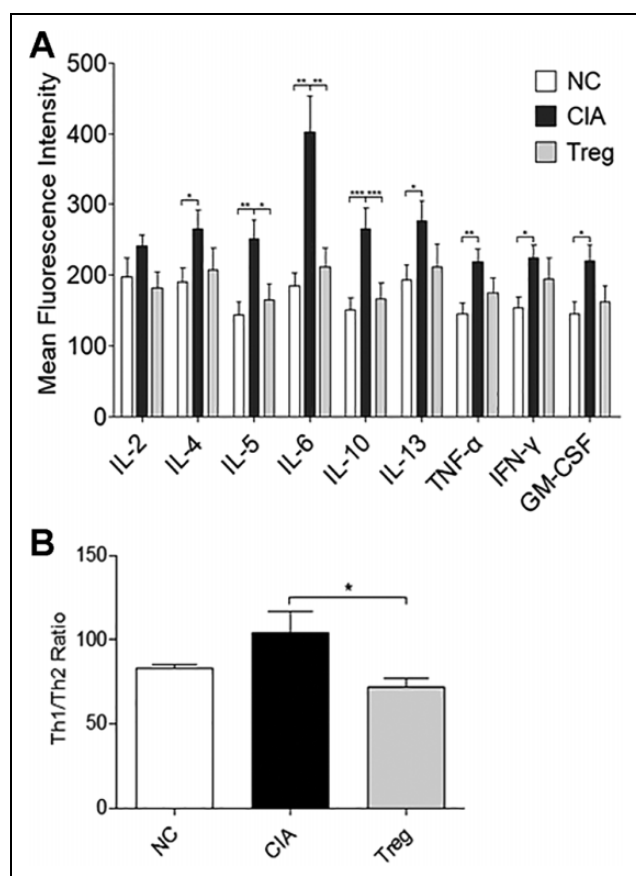 A
500
400
300
200
100
0
Mean Fluorescence Intensity
NC
CIA
Treg
* ** * ** ** *** *** * ** * *
IL-2 IL-4 IL-5 IL-6 IL-10 IL-13 TNF-α IFN-γ GM-CSF
B
150
100
50
0
Th1/Th2 Ratio
*
NC CIA Treg